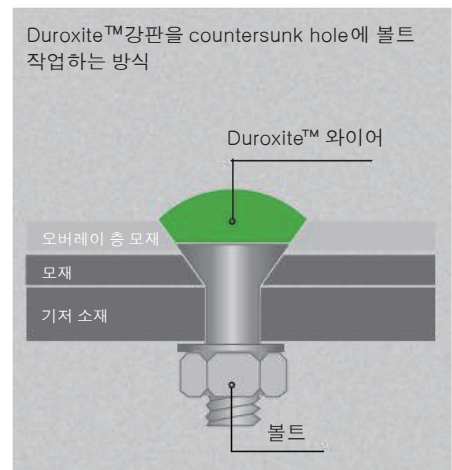 Duroxite™강판을 countersunk hole에 볼트
작업하는 방식
Duroxite™ 와이어
오버레이 층 모재
모재
기저 소재
볼트